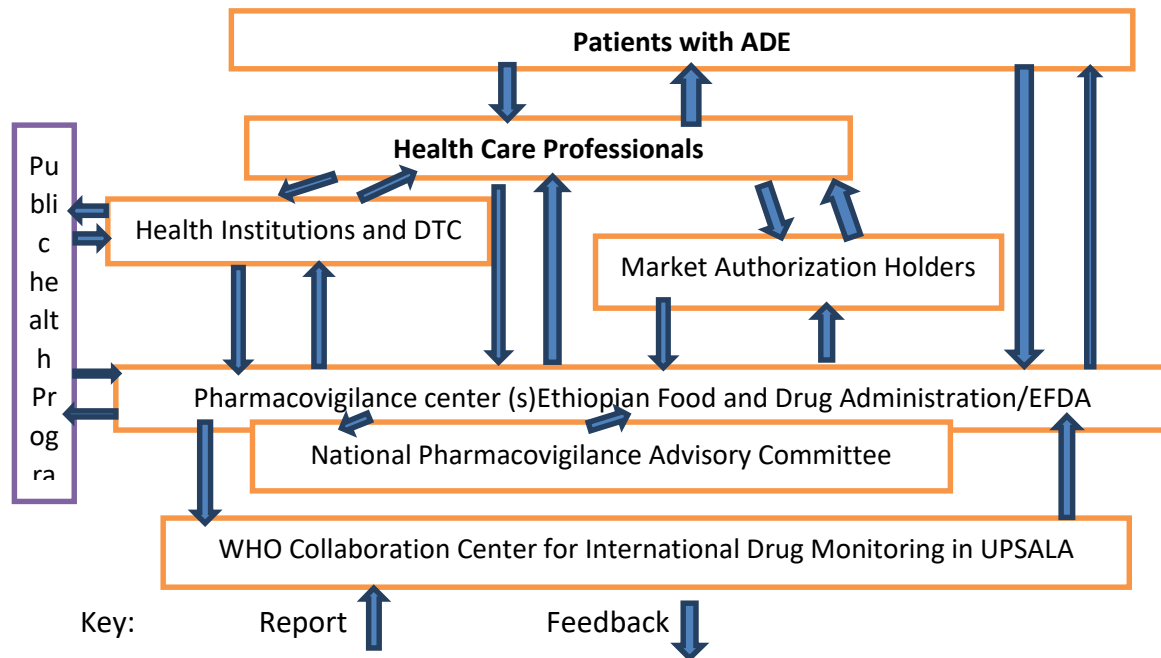 Patients with ADE
Health Care Professionals
Pu
bli
c
he
alt
h
Pr
og
ra
Health Institutions and DTC
Market Authorization Holders
Pharmacovigilance center (s)Ethiopian Food and Drug Administration/EFDA
National Pharmacovigilance Advisory Committee
WHO Collaboration Center for International Drug Monitoring in UPSALA
Key: Report Feedback